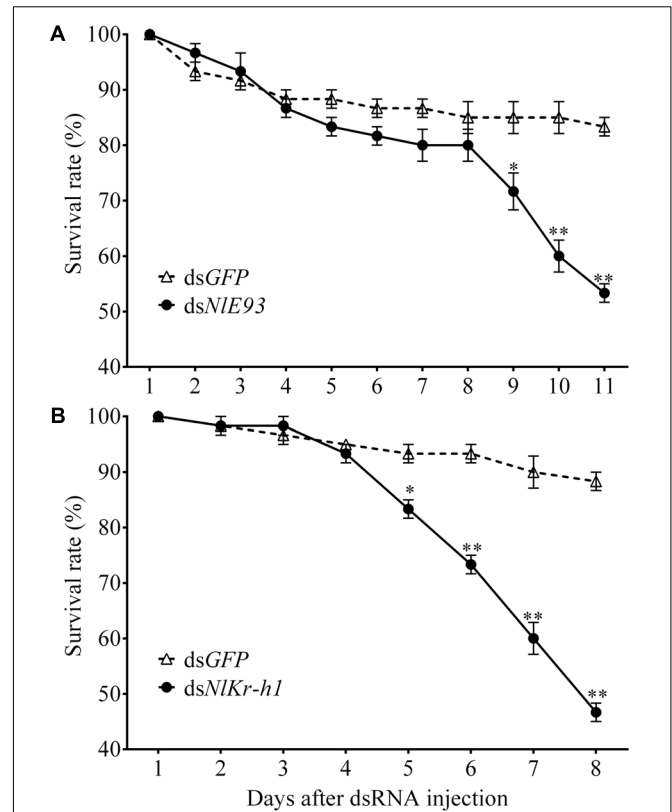 A
100
90
80
70
60
50
40
Survival rate (%)
*
**
**
dsGFP
dsNlE93
1 2 3 4 5 6 7 8 9 10 11
B
100
90
80
70
60
50
40
Survival rate (%)
*
**
**
**
dsGFP
dsNlKr-h1
1 2 3 4 5 6 7 8
Days after dsRNA injection